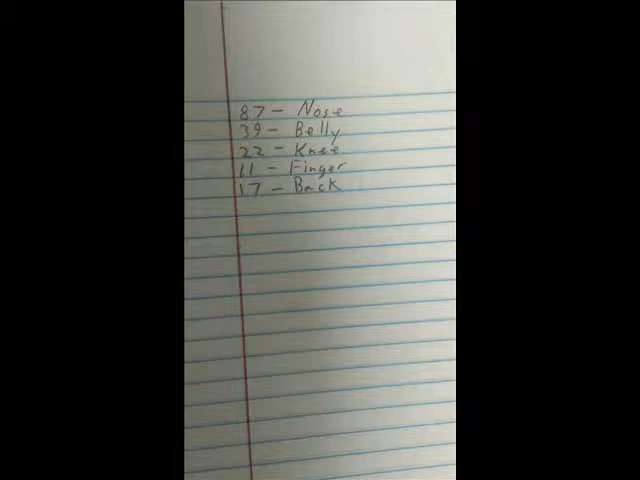 87 - Nose
39 - Belly
22 - Knee
11 - Finger
17 - Back